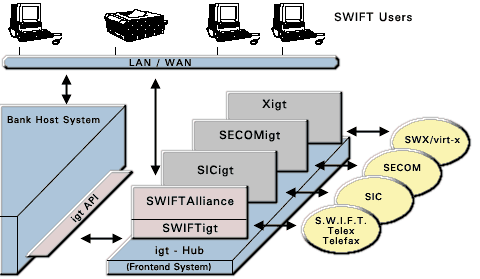 SWIFT Users
LAN / WAN
Bank Host System
Xigt
SECOMigt
SICigt
SWIFTAlliance
SWIFTigt
igt API
igt - Hub
(Frontend System)
SWX/virt-x
SECOM
SIC
S.W.I.F.T.
Telex
Telefax